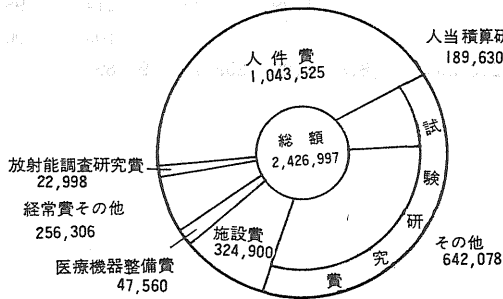 人件費
1,043,525
人当積算研
189,630
総額
2,426,997
試験研究費
放射能調査研究費
22,998
経常費その他
256,306
施設費
324,900
医療機器整備費
47,560
その他
642,078